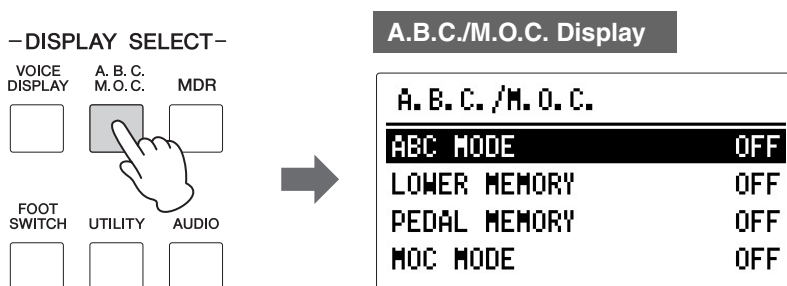 -DISPLAY SELECT-
VOICE DISPLAY
A. B. C. M. O. C.
MDR
FOOT SWITCH
UTILITY
AUDIO
A.B.C./M.O.C. Display
A.B.C./M.O.C.
ABC MODE OFF
LOWER MEMORY OFF
PEDAL MEMORY OFF
MOC MODE OFF